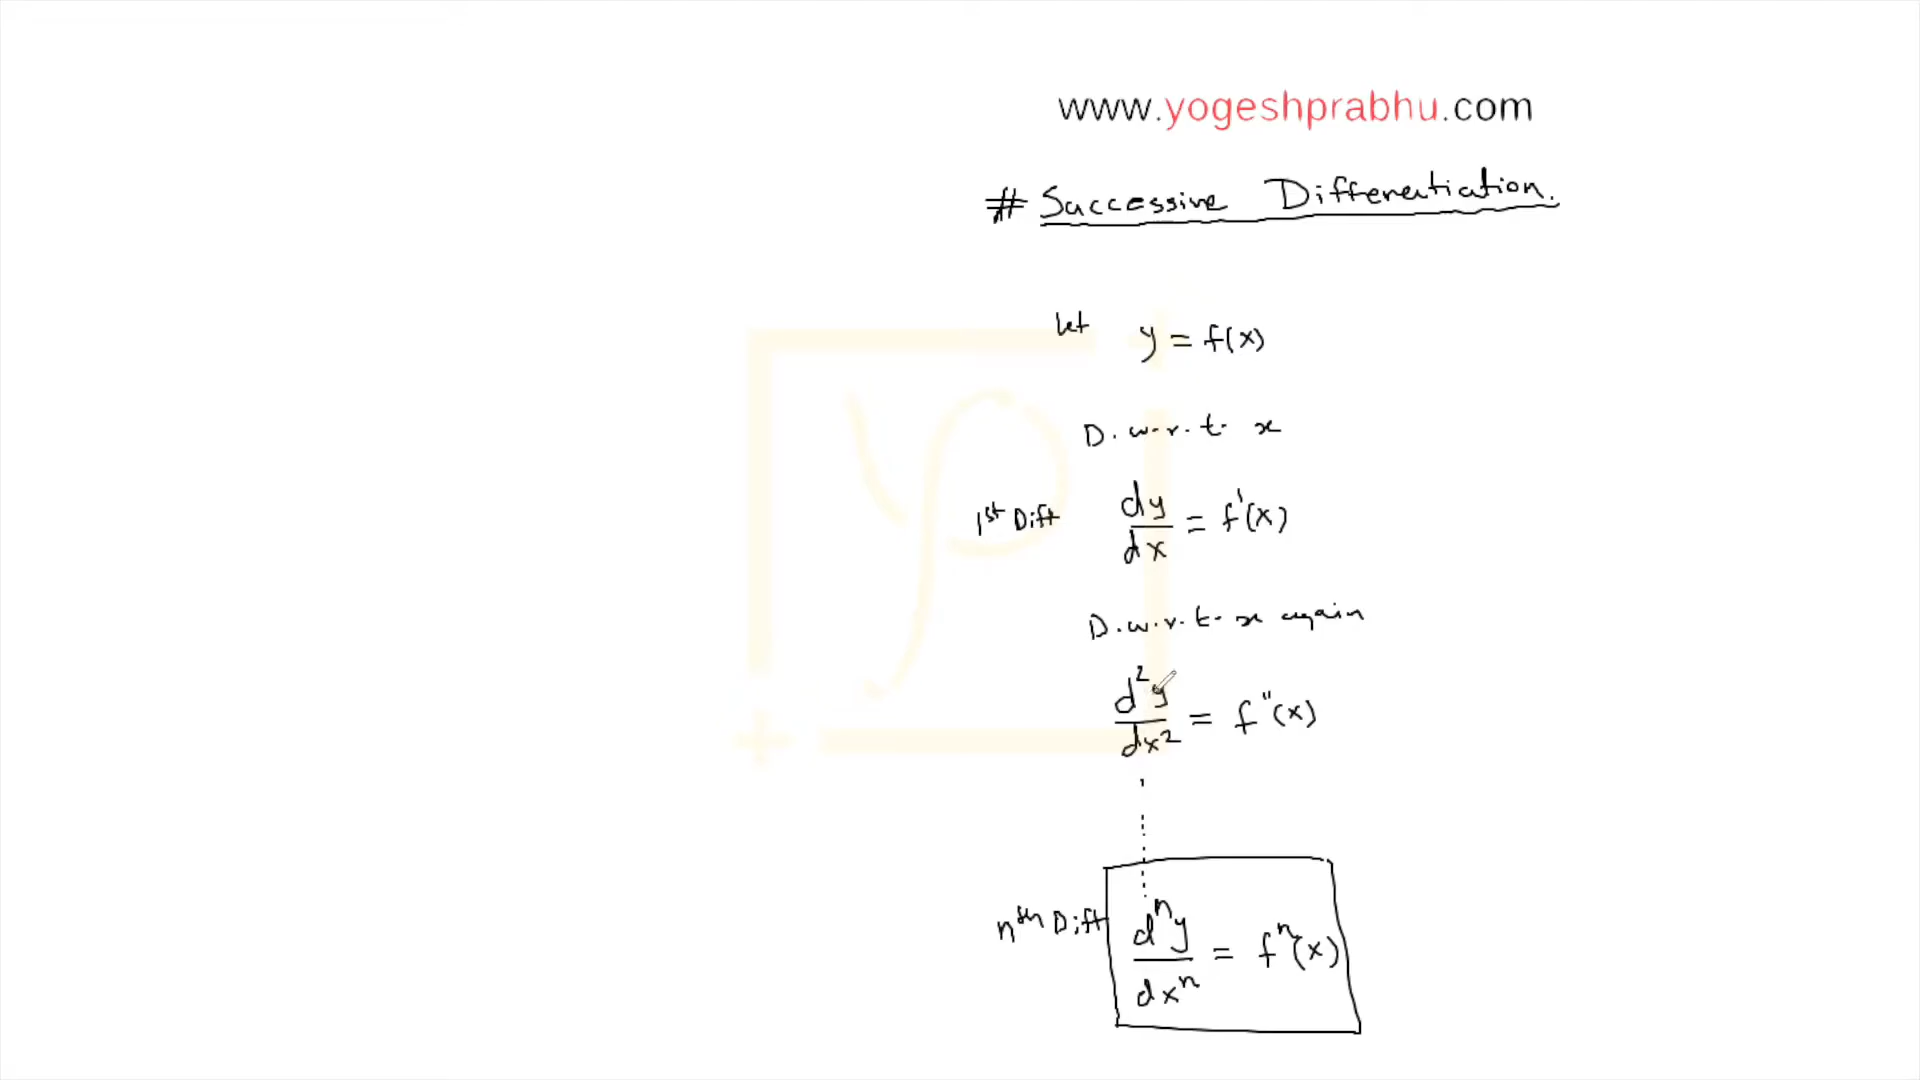 www.yogeshprabhu.com
# Successive Differentiation.
let y = f(x)
D. w.r.t. x
1st Diff dy/dx = f'(x)
D. w.r.t. x again
d²y/dx² = f"(x)
nth Diff dⁿy/dxⁿ = fⁿ(x)